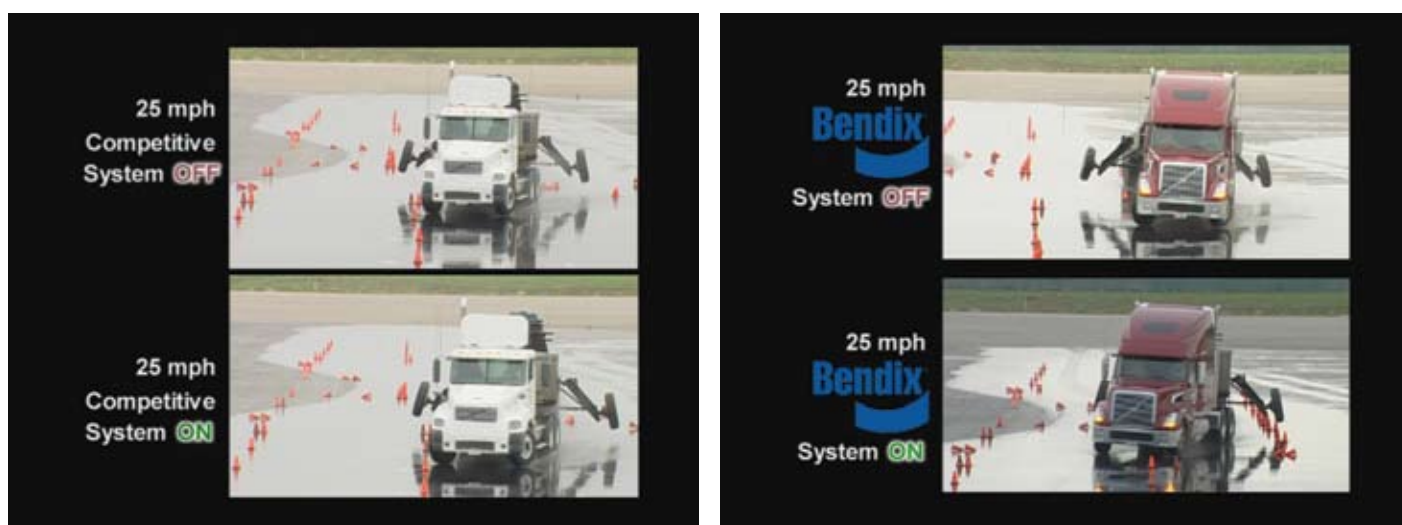 25 mph
Competitive
System OFF
25 mph
Competitive
System ON
25 mph
Bendix
System OFF
25 mph
Bendix
System ON